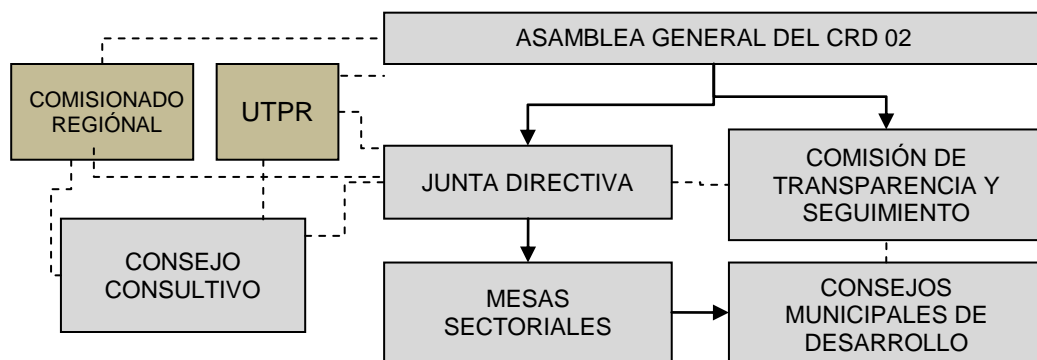 ASAMBLEA GENERAL DEL CRD 02
COMISIONADO
REGIÓNAL
UTPR
JUNTA DIRECTIVA
COMISIÓN DE
TRANSPARENCIA Y
SEGUIMIENTO
CONSEJO
CONSULTIVO
MESAS
SECTORIALES
CONSEJOS
MUNICIPALES DE
DESARROLLO